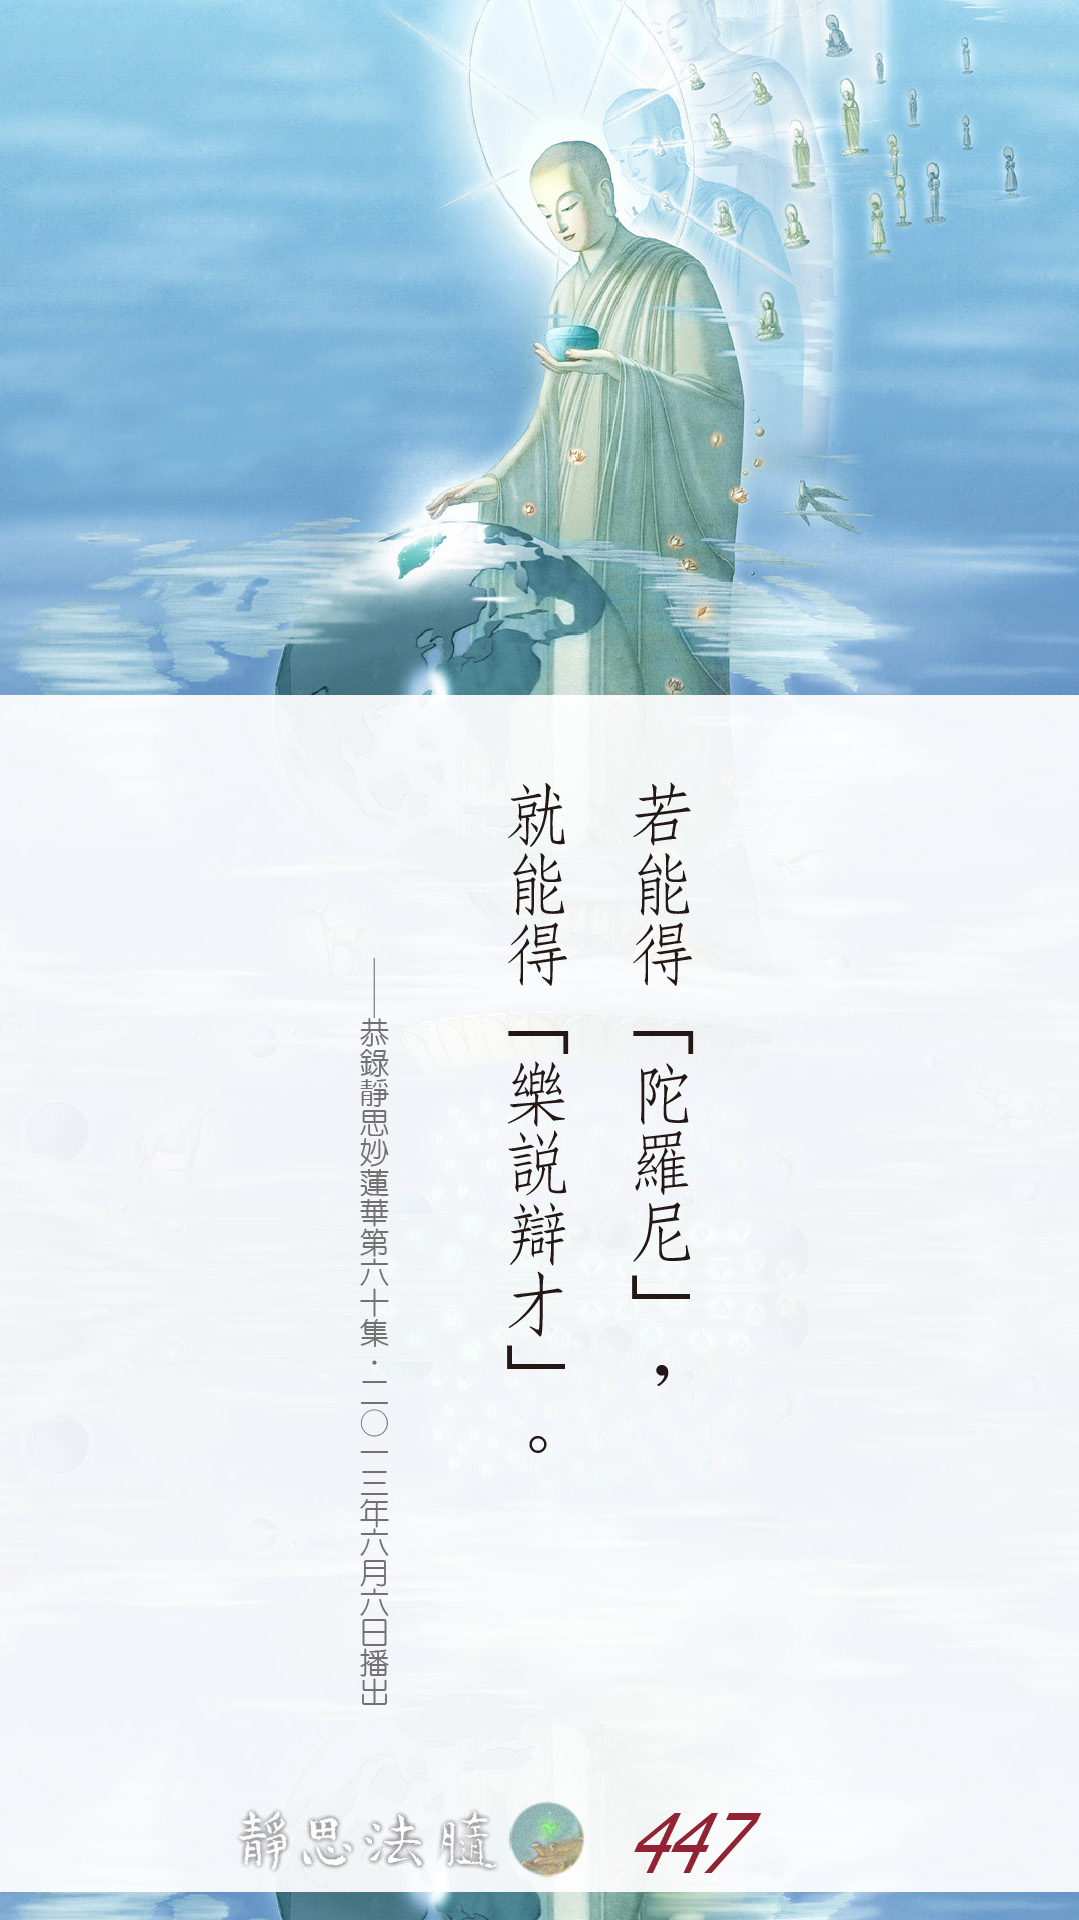 若能得「陀羅尼」，
就能得「樂説辯才」。
——恭錄靜思妙蓮華第六十集．二〇一三年六月六日播出
靜思法髓
447